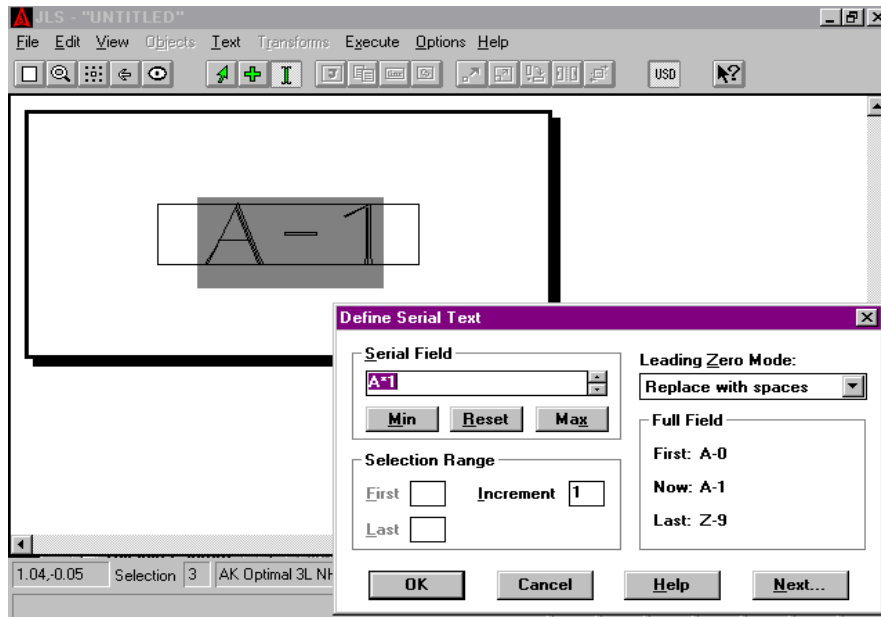 JLS - "UNTITLED"
File Edit View Objects Text Transforms Execute Options Help
USD
A - 1
Define Serial Text
Serial Field
A*1
Min Reset Max
Leading Zero Mode:
Replace with spaces
Full Field
First: A-0
Now: A-1
Last: Z-9
Selection Range
First Increment 1
Last
OK Cancel Help Next...
1.04,-0.05 Selection 3 AK Optimal 3L